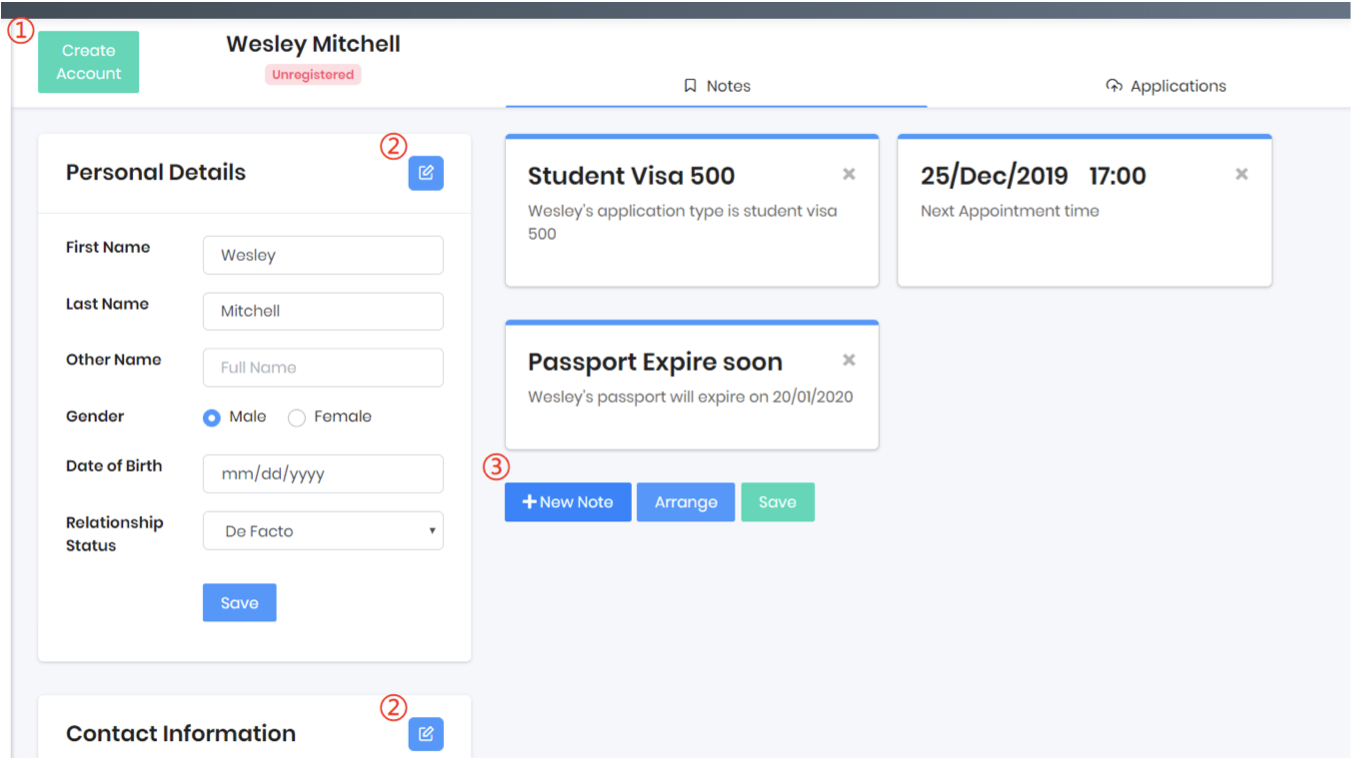 ①
Create
Account
Wesley Mitchell
Unregistered
Notes
Applications
Personal Details
②
First Name
Wesley
Last Name
Mitchell
Other Name
Full Name
Gender
Male
Female
Date of Birth
mm/dd/yyyy
Relationship
Status
De Facto
Save
②
Contact Information
Student Visa 500
×
Wesley's application type is student visa
500
25/Dec/2019 17:00
×
Next Appointment time
Passport Expire soon
×
Wesley's passport will expire on 20/01/2020
③
+New Note
Arrange
Save